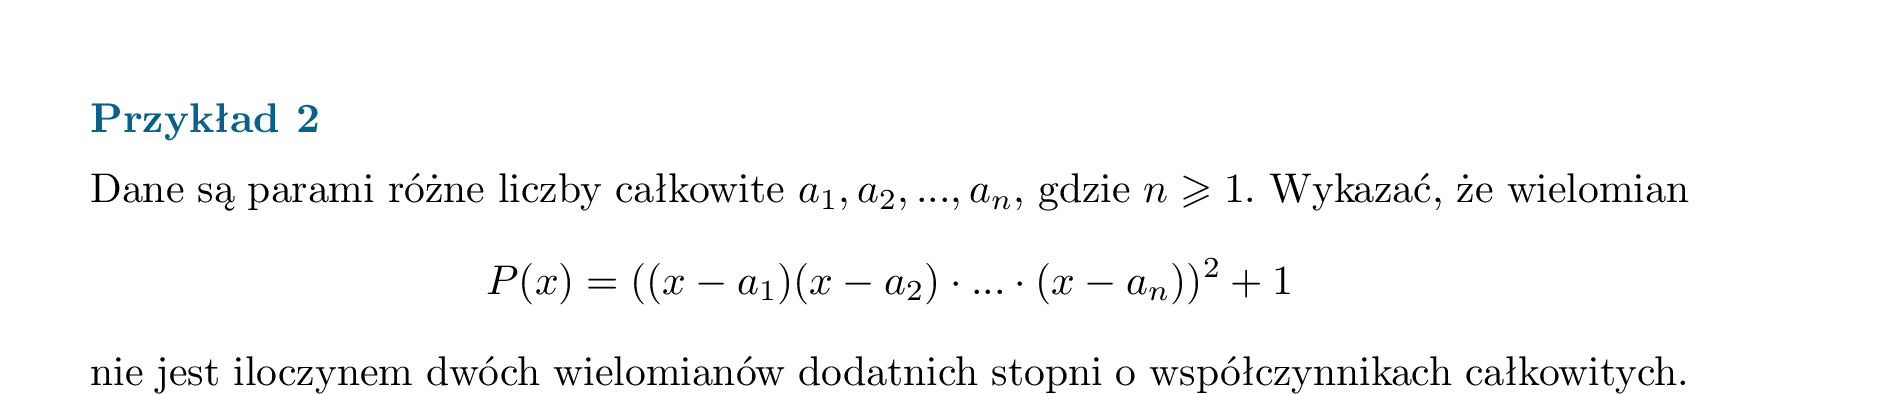 Przykład 2
Dane są parami różne liczby całkowite a₁, a₂, ..., aₙ, gdzie n ⩾ 1. Wykazać, że wielomian
P(x) = ((x − a₁)(x − a₂) · ... · (x − aₙ))² + 1
nie jest iloczynem dwóch wielomianów dodatnich stopni o współczynnikach całkowitych.